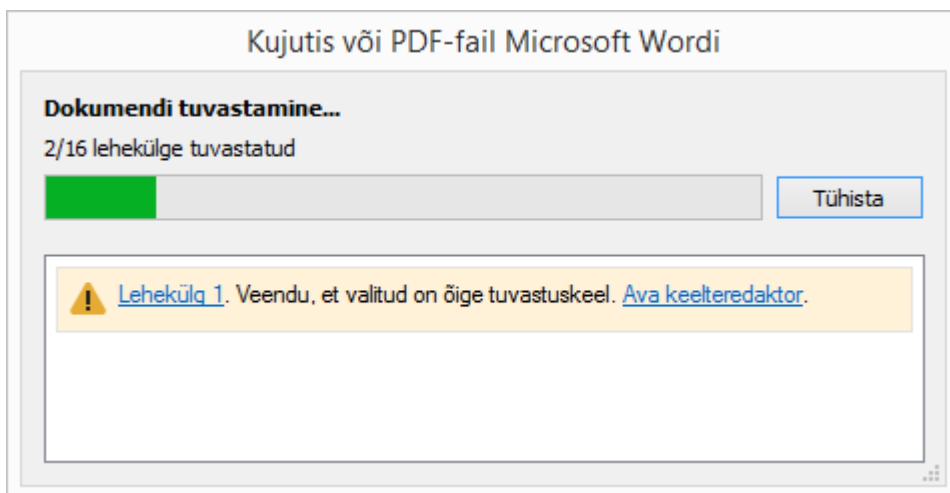 Kujutis või PDF-fail Microsoft Wordi
Dokumendi tuvastamine...
2/16 lehekülge tuvastatud
Tühista
Lehekülg 1. Veendu, et valitud on õige tuvastuskeel. Ava keelteredaktor.